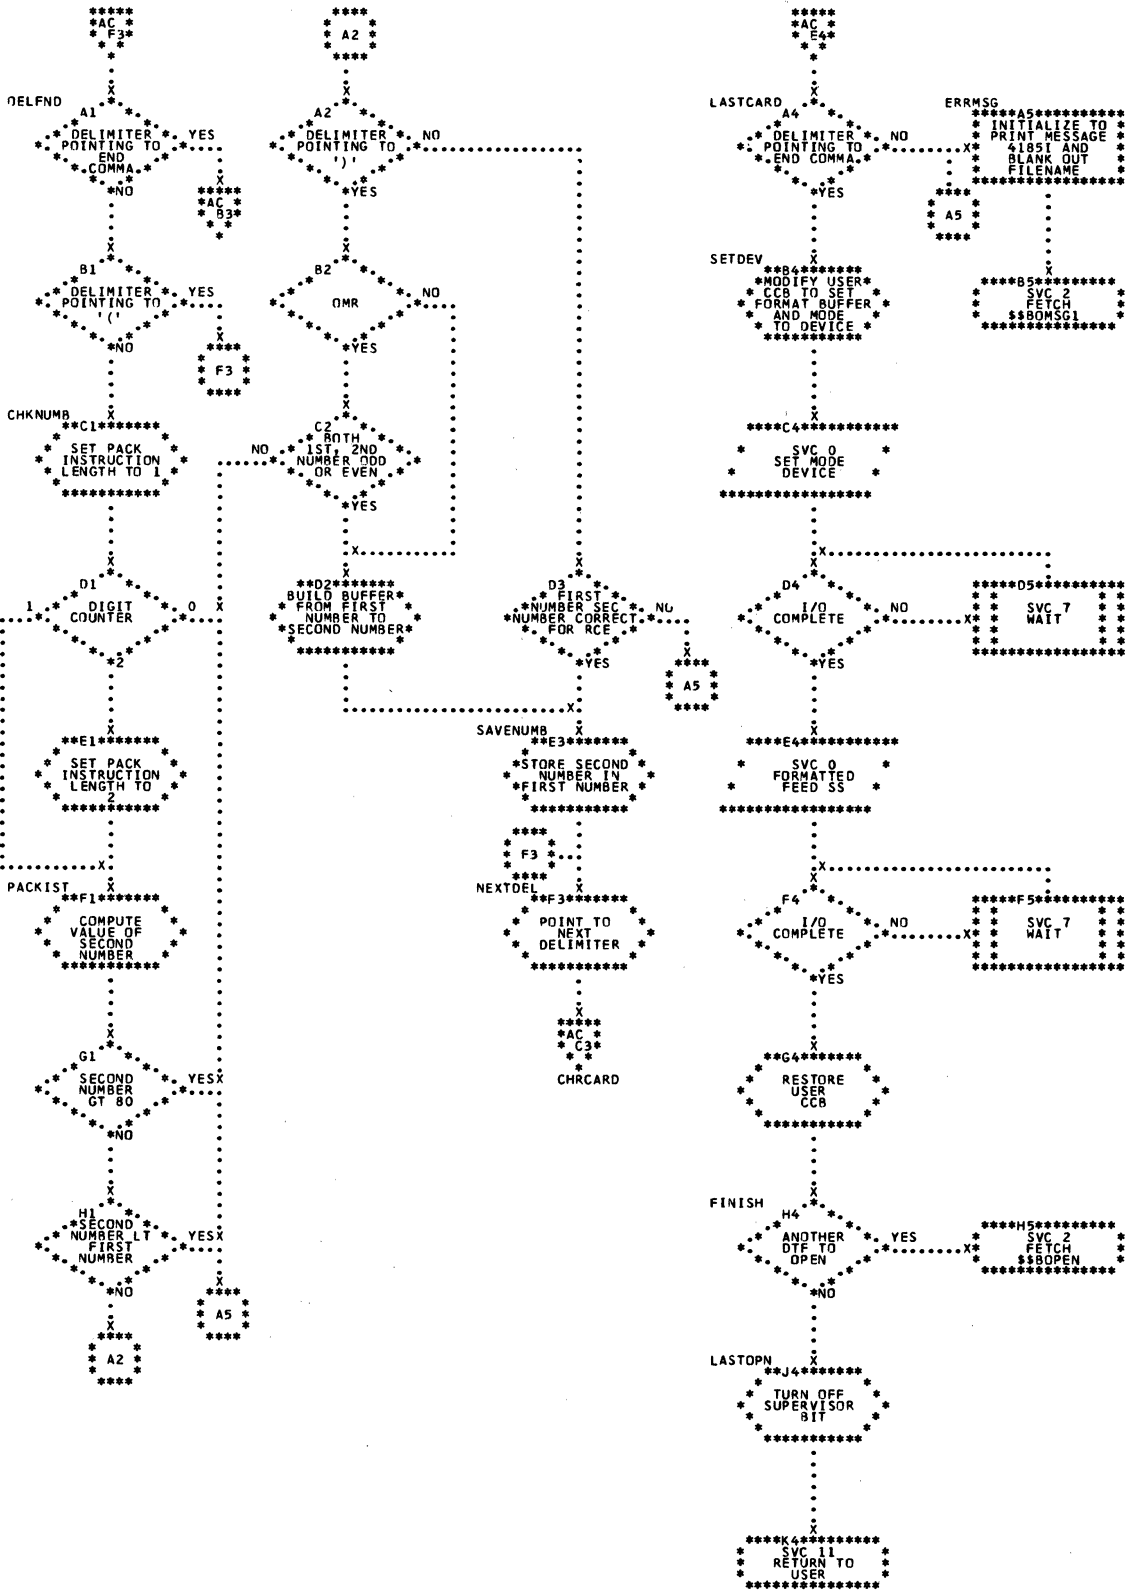 AC
F3
DELFND
A1
DELIMITER
POINTING TO
END
COMMA
YES
NO
AC
B3
B1
DELIMITER
POINTING TO
'('
YES
NO
F3
CHKNUMB
C1
SET PACK
INSTRUCTION
LENGTH TO 1
D1
DIGIT
COUNTER
1
0
2
E1
SET PACK
INSTRUCTION
LENGTH TO
2
PACKIST
F1
COMPUTE
VALUE OF
SECOND
NUMBER
G1
SECOND
NUMBER
GT 80
YES
NO
H1
SECOND
NUMBER LT
FIRST
NUMBER
YES
NO
A5
A2
A2
A2
DELIMITER
POINTING TO
')'
NO
YES
B2
OMR
NO
YES
C2
BOTH
1ST, 2ND
NUMBER ODD
OR EVEN
NO
YES
D2
BUILD BUFFER
FROM FIRST
NUMBER TO
SECOND NUMBER
D3
FIRST
NUMBER SEC
NUMBER CORRECT
FOR RCE
NO
YES
A5
SAVENUMB
E3
STORE SECOND
NUMBER IN
FIRST NUMBER
F3
NEXTDEL
F3
POINT TO
NEXT
DELIMITER
AC
C3
CHRCARD
AC
E4
LASTCARD
A4
DELIMITER
POINTING TO
END COMMA
NO
YES
A5
ERRMSG
A5
INITIALIZE TO
PRINT MESSAGE
4185I AND
BLANK OUT
FILENAME
B5
SVC 2
FETCH
$$BOMSG1
SETDEV
B4
MODIFY USER
CCB TO SET
FORMAT BUFFER
AND MODE
TO DEVICE
C4
SVC 0
SET MODE
DEVICE
D4
I/O
COMPLETE
NO
YES
D5
SVC 7
WAIT
E4
SVC 0
FORMATTED
FEED SS
F4
I/O
COMPLETE
NO
YES
F5
SVC 7
WAIT
G4
RESTORE
USER
CCB
FINISH
H4
ANOTHER
DTF TO
OPEN
YES
NO
H5
SVC 2
FETCH
$$BOPEN
LASTOPN
J4
TURN OFF
SUPERVISOR
BIT
K4
SVC 11
RETURN TO
USER